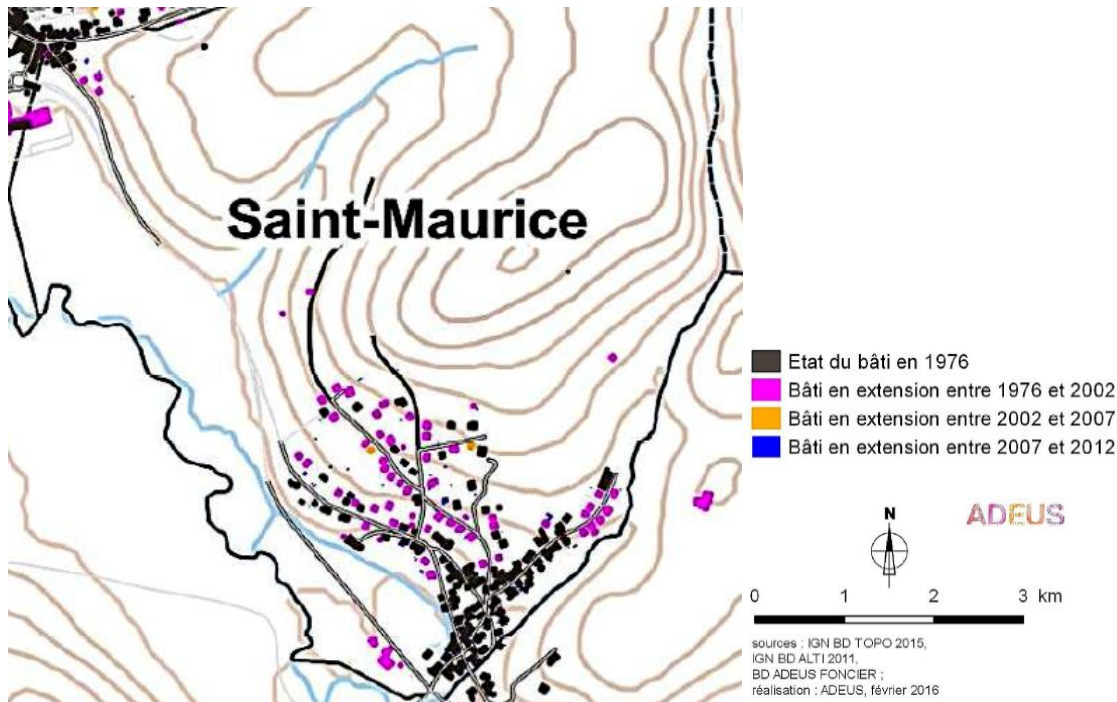 Saint-Maurice
Etat du bâti en 1976
Bâti en extension entre 1976 et 2002
Bâti en extension entre 2002 et 2007
Bâti en extension entre 2007 et 2012
N
ADEUS
0 1 2 3 km
sources : IGN BD TOPO 2015,
IGN BD ALTI 2011,
BD ADEUS FONCIER ;
réalisation : ADEUS, février 2016